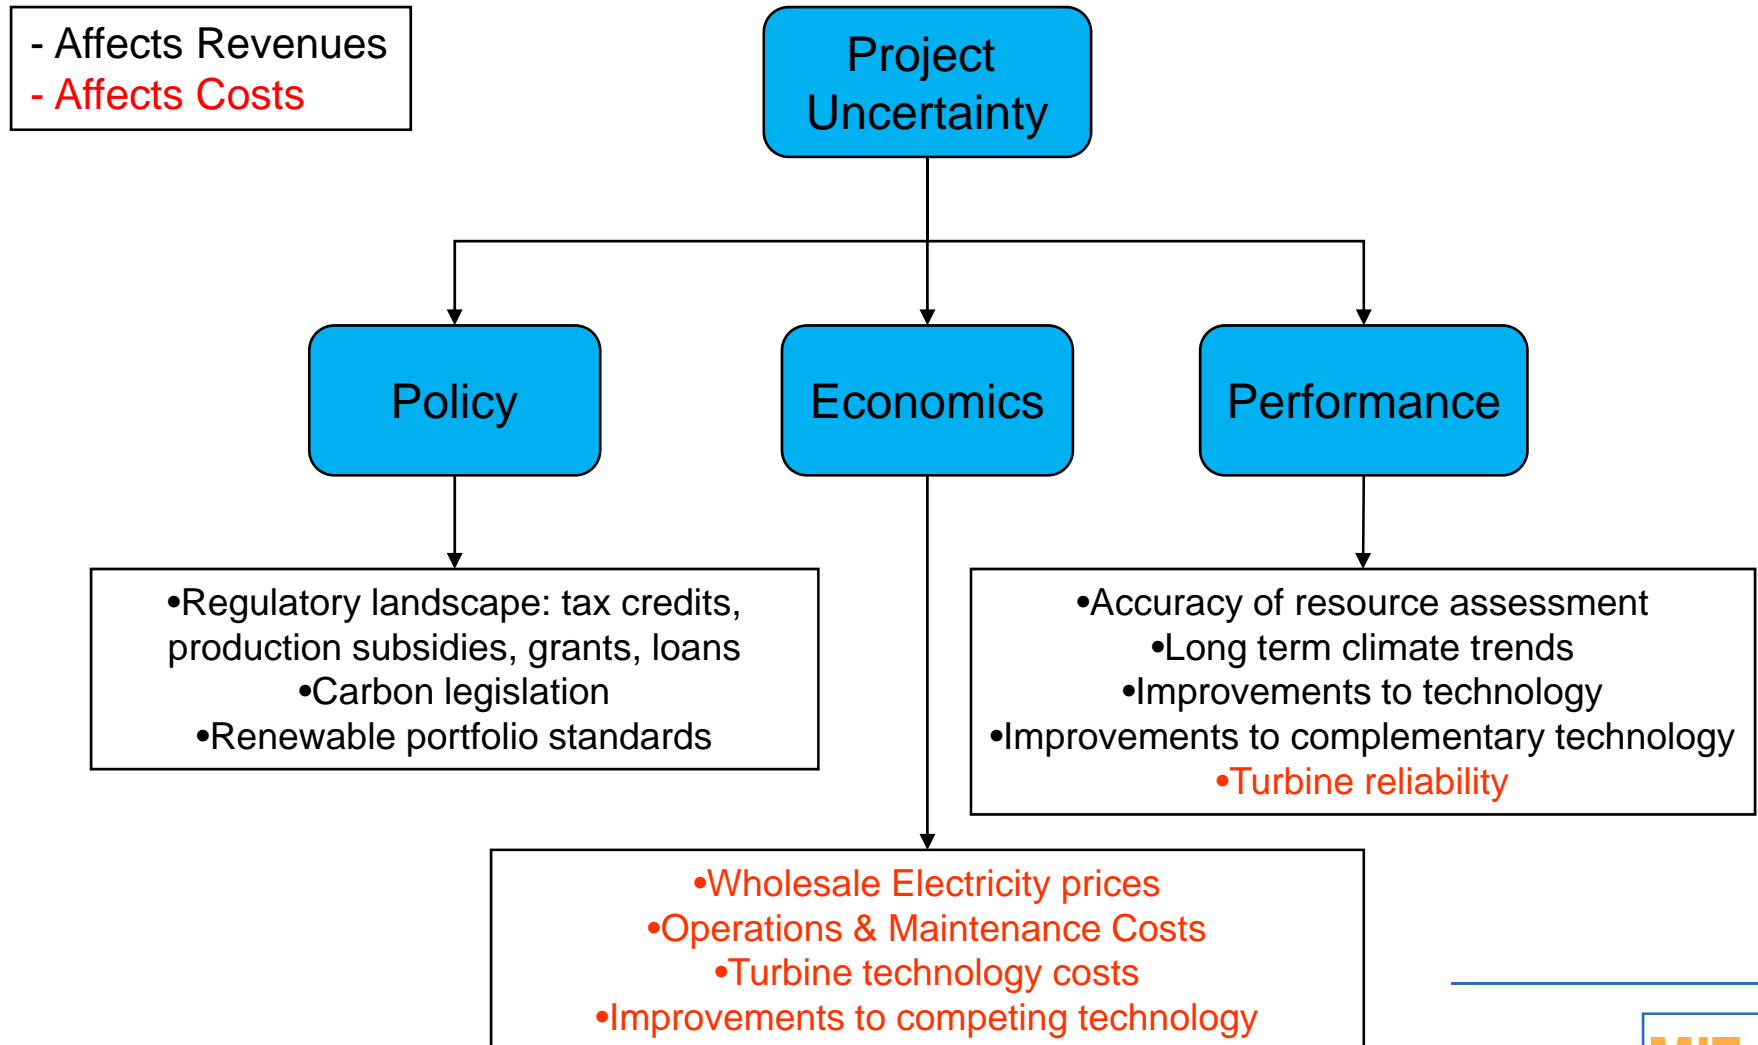 - Affects Revenues
- Affects Costs
Project
Uncertainty
Policy
Economics
Performance
•Regulatory landscape: tax credits,
production subsidies, grants, loans
•Carbon legislation
•Renewable portfolio standards
•Accuracy of resource assessment
•Long term climate trends
•Improvements to technology
•Improvements to complementary technology
•Turbine reliability
•Wholesale Electricity prices
•Operations & Maintenance Costs
•Turbine technology costs
•Improvements to competing technology